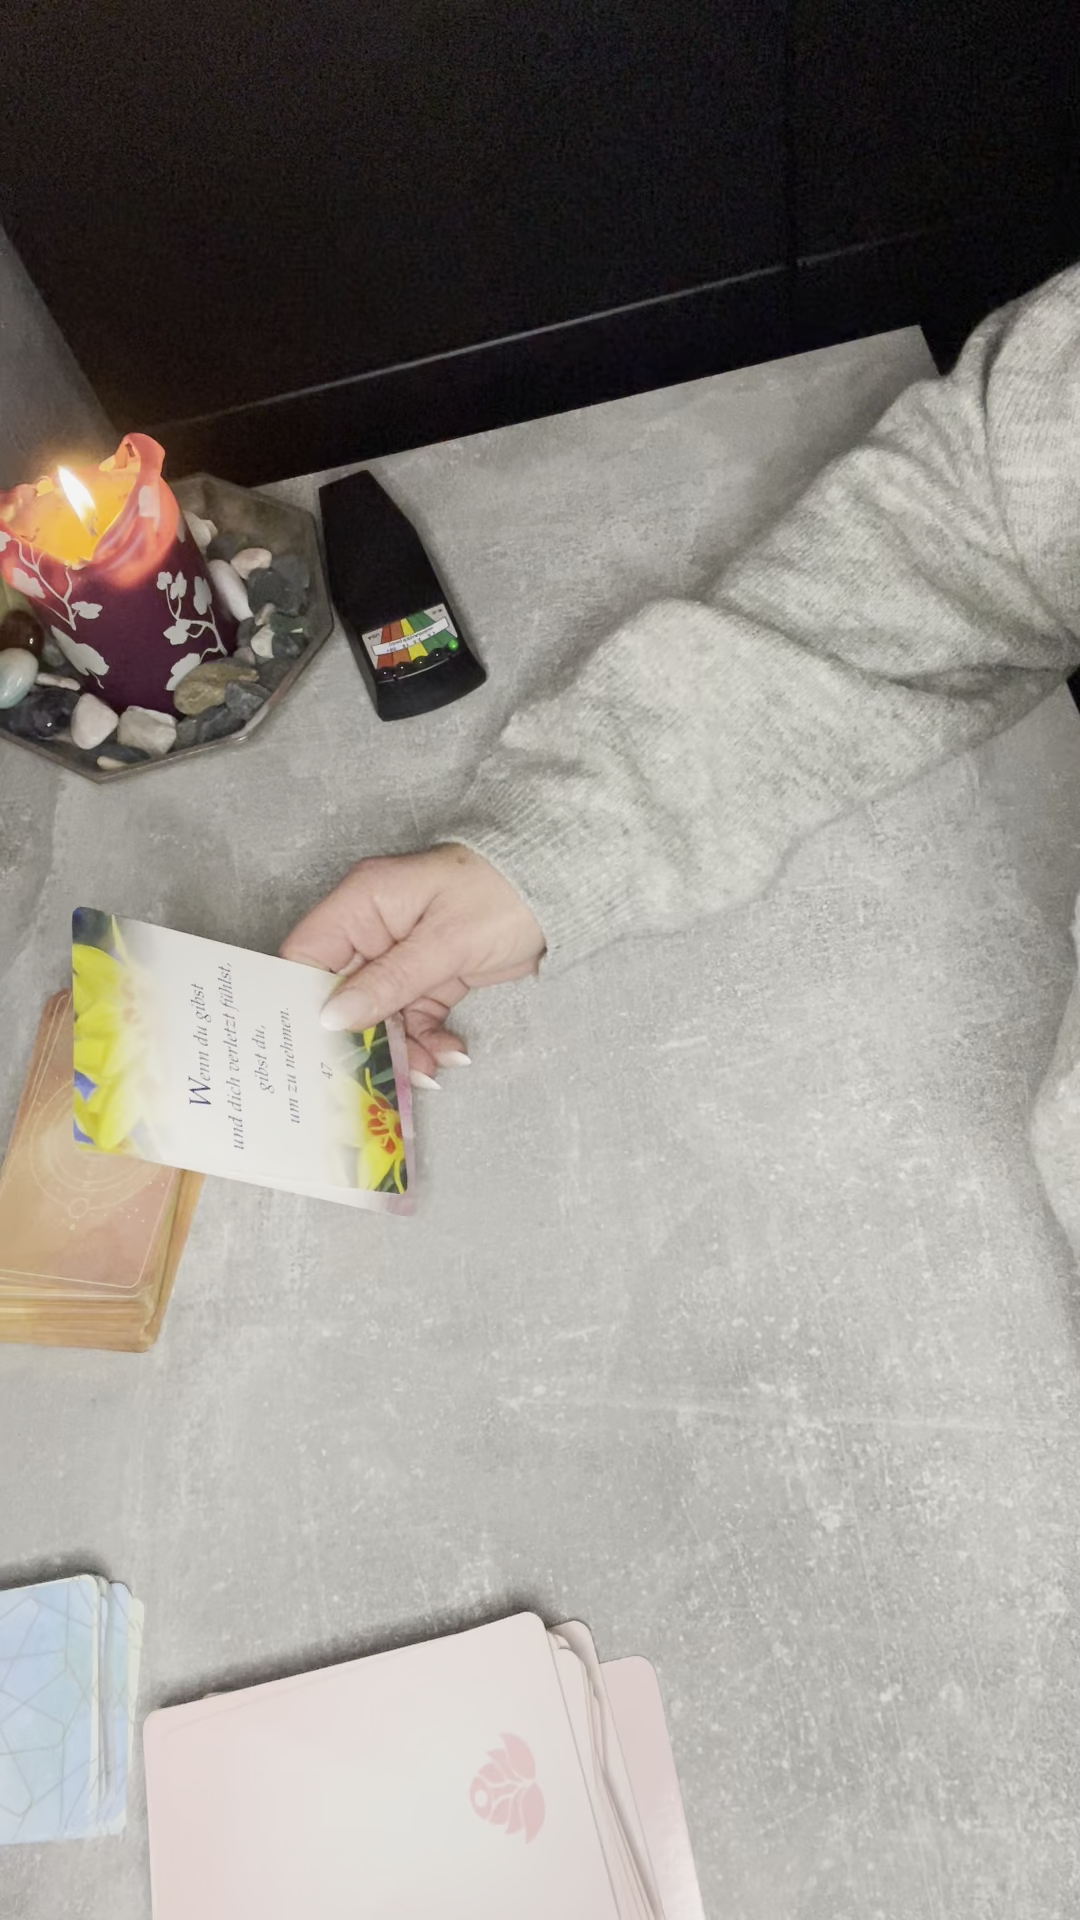 Wenn du gibst
und dich verletzt fühlst,
gibst du,
um zu nehmen.
47